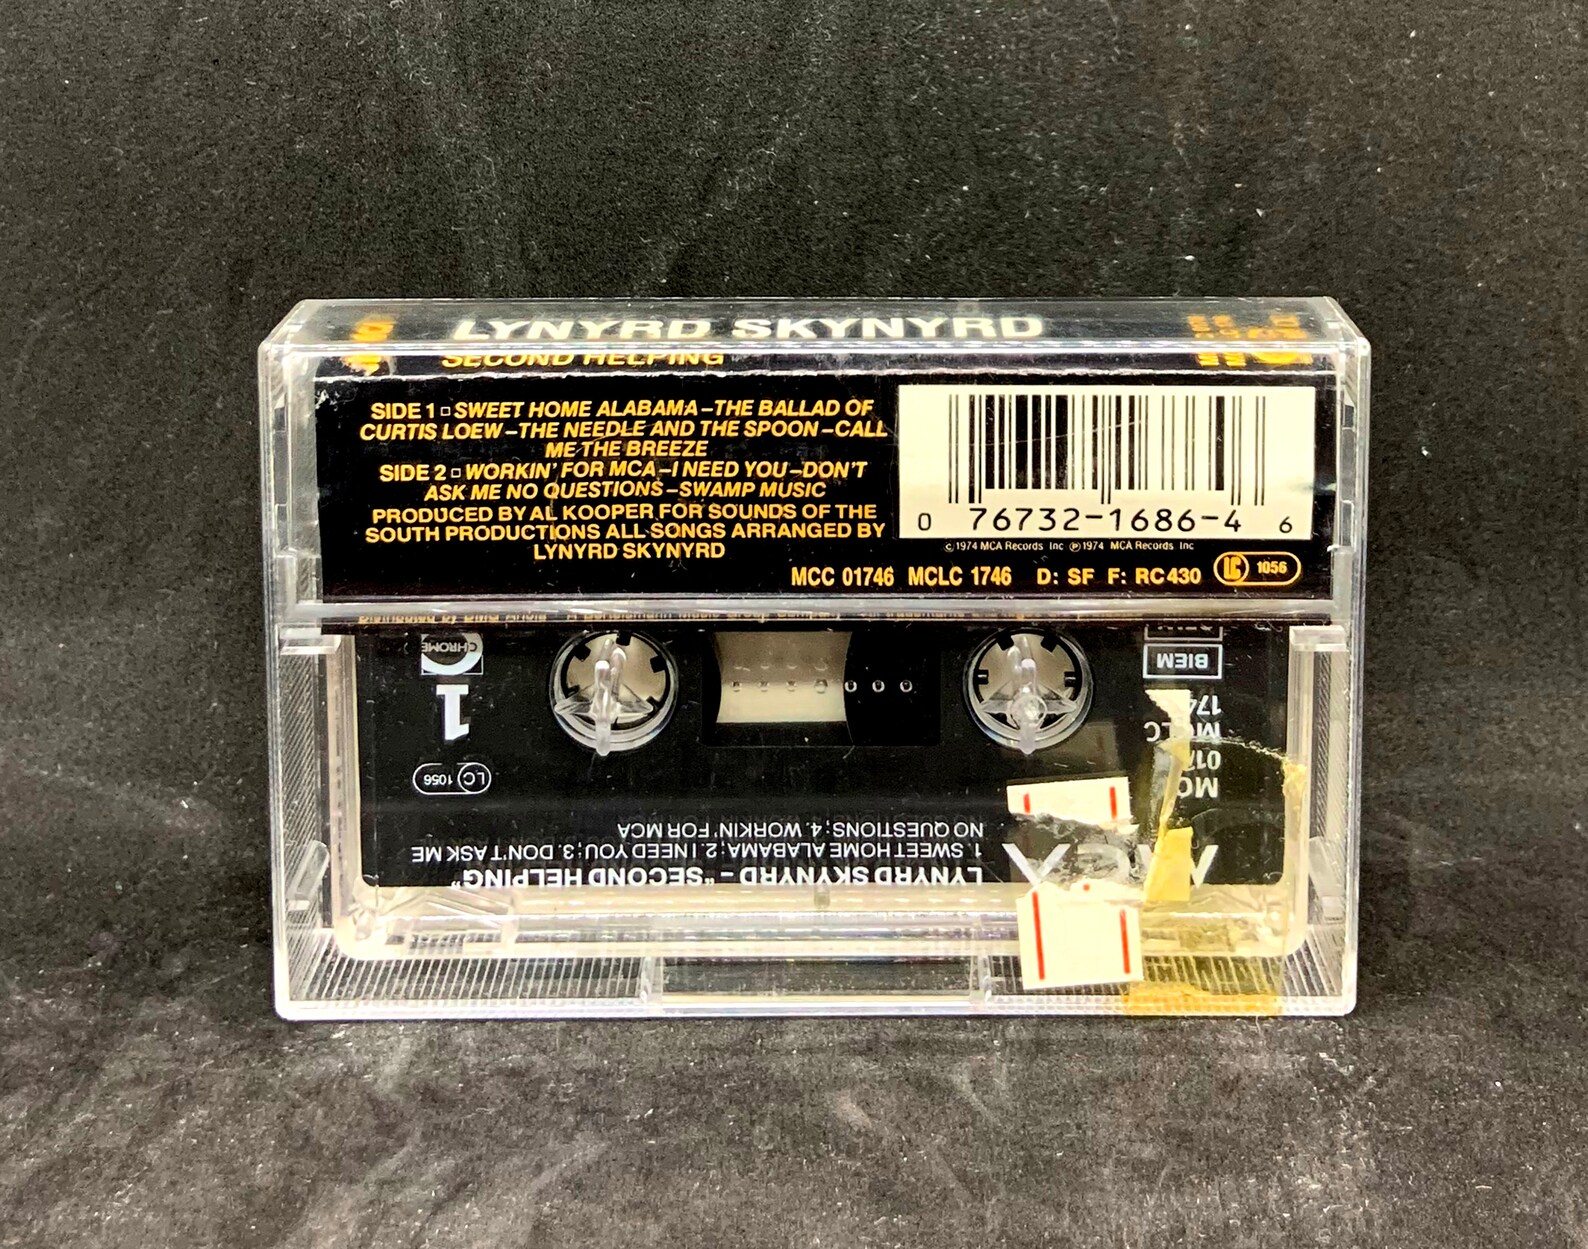 LYNYRD SKYNYRD
SECOND HELPING
SIDE 1 ▫ SWEET HOME ALABAMA – THE BALLAD OF
CURTIS LOEW – THE NEEDLE AND THE SPOON – CALL
ME THE BREEZE
SIDE 2 ▫ WORKIN' FOR MCA – I NEED YOU – DON'T
ASK ME NO QUESTIONS – SWAMP MUSIC
PRODUCED BY AL KOOPER FOR SOUNDS OF THE
SOUTH PRODUCTIONS ALL SONGS ARRANGED BY
LYNYRD SKYNYRD
0 76732-1686-4 6
© 1974 MCA Records Inc ℗ 1974 MCA Records Inc
MCC 01746 MCLC 1746 D: SF F: RC 430 LC 1056
LYNYRD SKYNYRD – "SECOND HELPING"
1. SWEET HOME ALABAMA; 2. I NEED YOU; 3. DON'T ASK ME
NO QUESTIONS; 4. WORKIN' FOR MCA
LC 1056
1
CHROME
BIEM